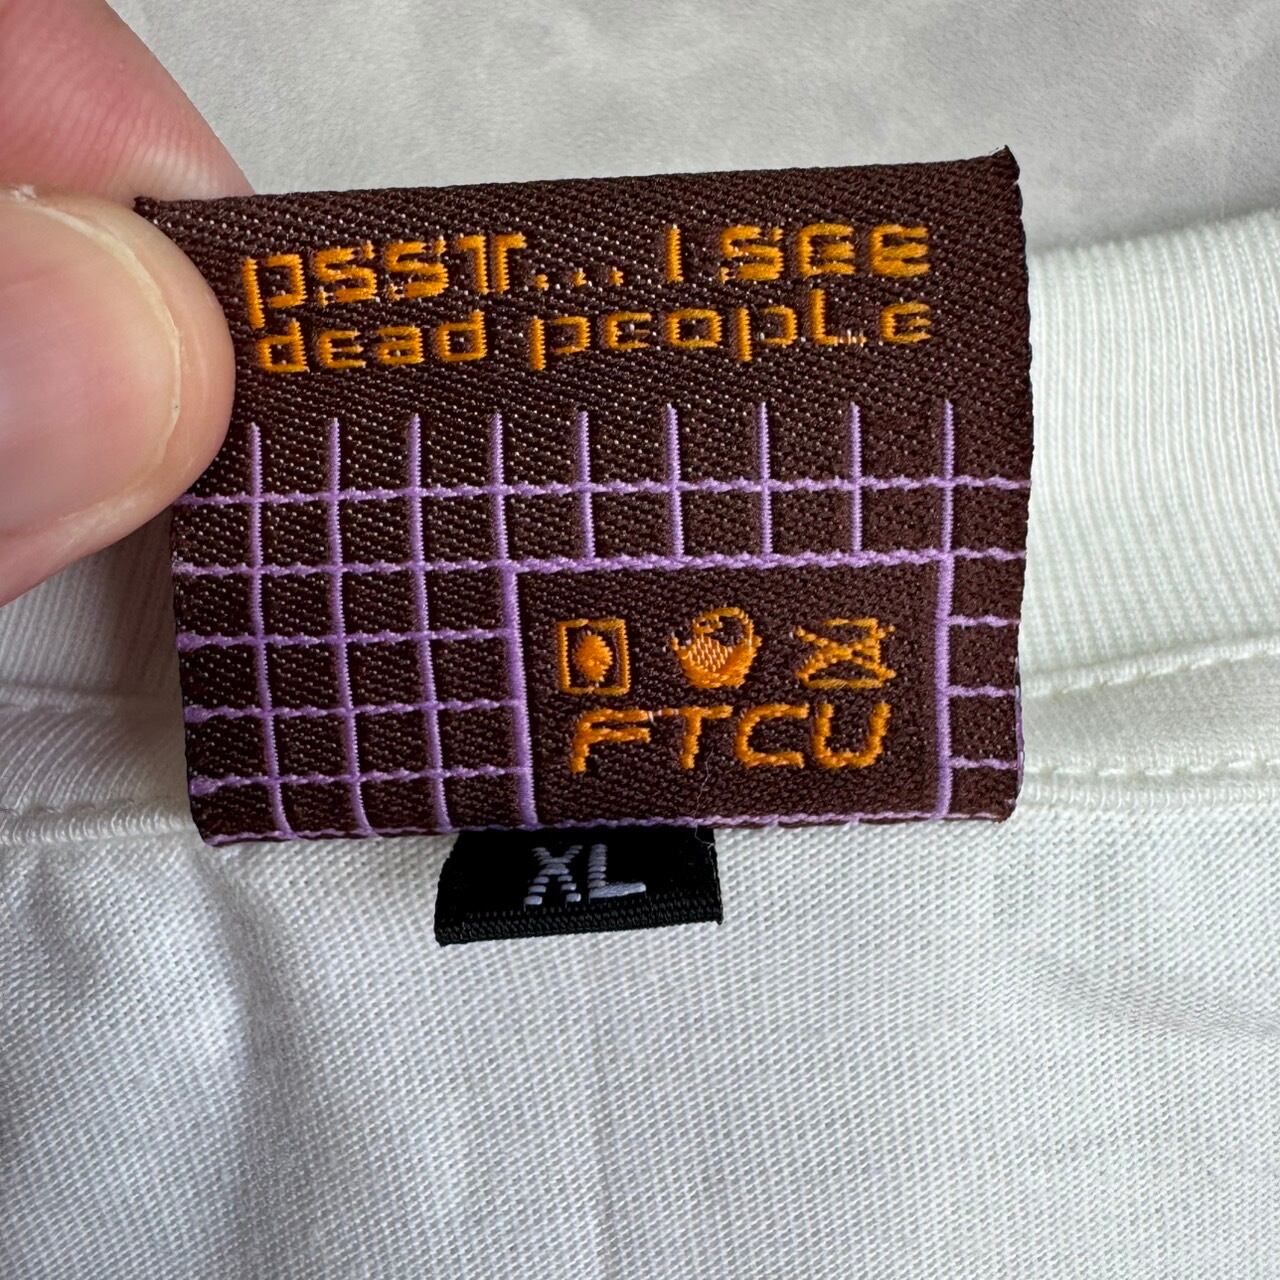 PSST... I SEE
dead people
FTCU
XL